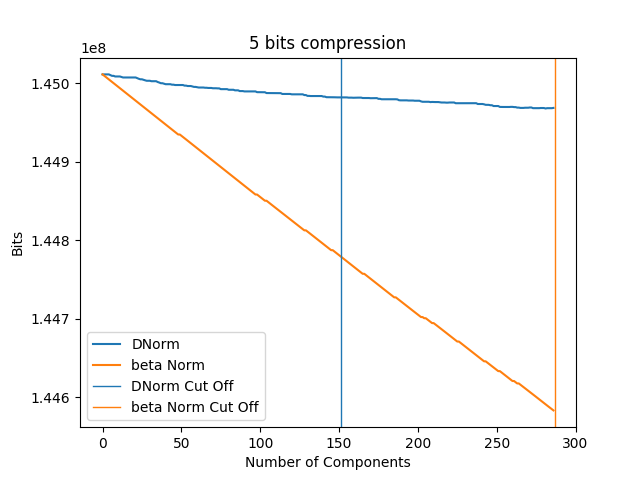 5 bits compression
1e8
1.450
1.449
1.448
1.447
1.446
Bits
DNorm
beta Norm
DNorm Cut Off
beta Norm Cut Off
0 50 100 150 200 250 300
Number of Components